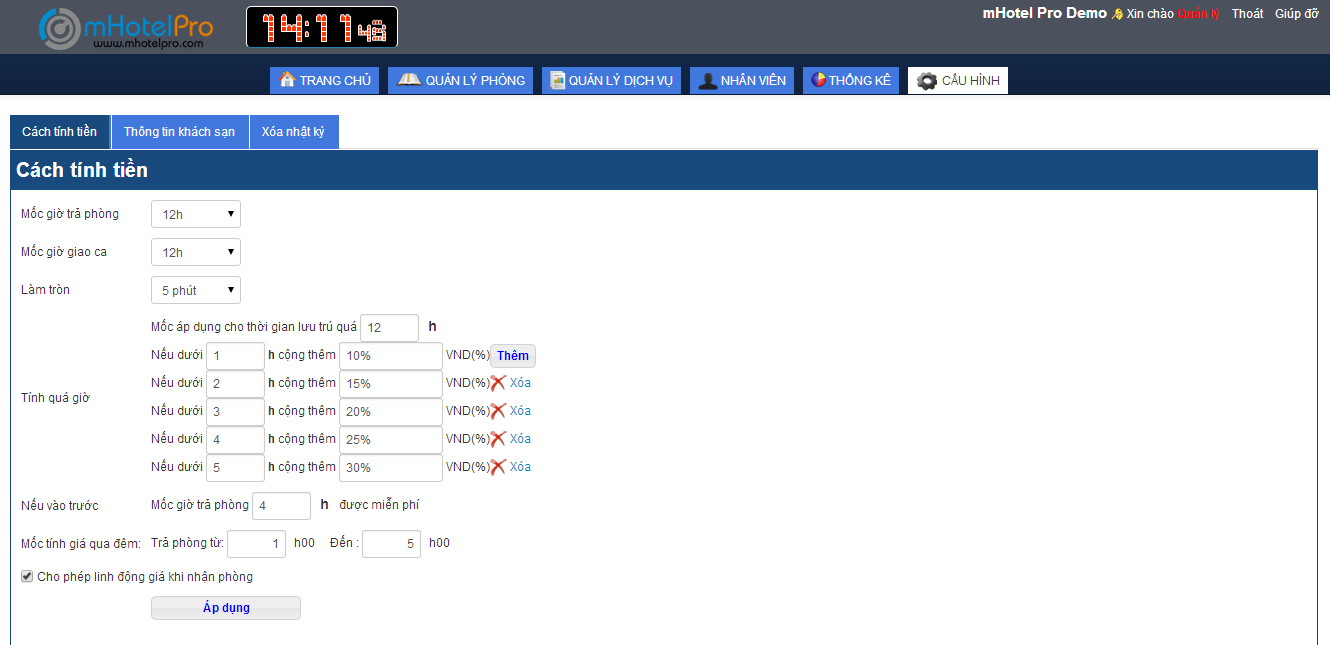 mHotelPro
www.mhotelpro.com
mHotel Pro Demo Xin chào Quản lý Thoát Giúp đỡ
TRANG CHỦ QUẢN LÝ PHÒNG QUẢN LÝ DỊCH VỤ NHÂN VIÊN THỐNG KÊ CẤU HÌNH
Cách tính tiền Thông tin khách sạn Xóa nhật ký
Cách tính tiền
Mốc giờ trả phòng 12h
Mốc giờ giao ca 12h
Làm tròn 5 phút
Mốc áp dụng cho thời gian lưu trú quá 12 h
Nếu dưới 1 h cộng thêm 10% VND(%) Thêm
Nếu dưới 2 h cộng thêm 15% VND(%) Xóa
Tính quá giờ
Nếu dưới 3 h cộng thêm 20% VND(%) Xóa
Nếu dưới 4 h cộng thêm 25% VND(%) Xóa
Nếu dưới 5 h cộng thêm 30% VND(%) Xóa
Nếu vào trước Mốc giờ trả phòng 4 h được miễn phí
Mốc tính giá qua đêm: Trả phòng từ: 1 h00 Đến : 5 h00
Cho phép linh động giá khi nhận phòng
Áp dụng